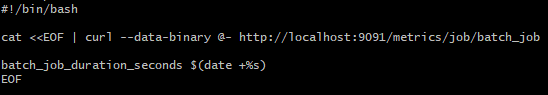 #!/bin/bash
cat <<EOF | curl --data-binary @- http://localhost:9091/metrics/job/batch_job
batch_job_duration_seconds $(date +%s)
EOF